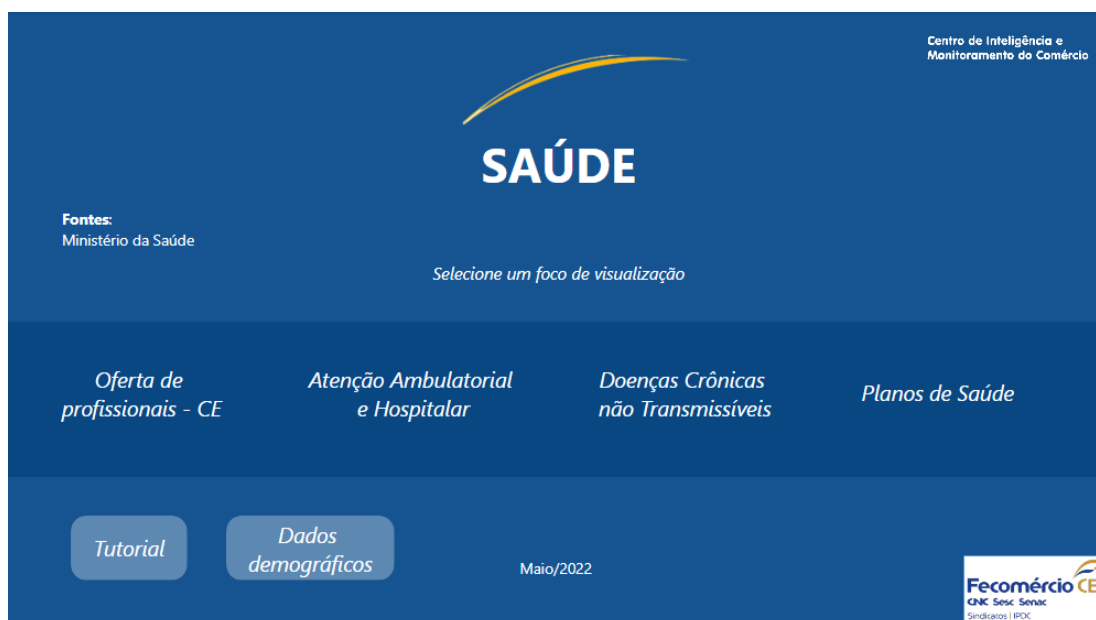 Centro de Inteligência e
Monitoramento do Comércio
SAÚDE
Fontes:
Ministério da Saúde
Selecione um foco de visualização
Oferta de
profissionais - CE
Atenção Ambulatorial
e Hospitalar
Doenças Crônicas
não Transmissíveis
Planos de Saúde
Tutorial
Dados
demográficos
Maio/2022
Fecomércio CE
CNC Sesc Senac
Sindicatos | IPDC